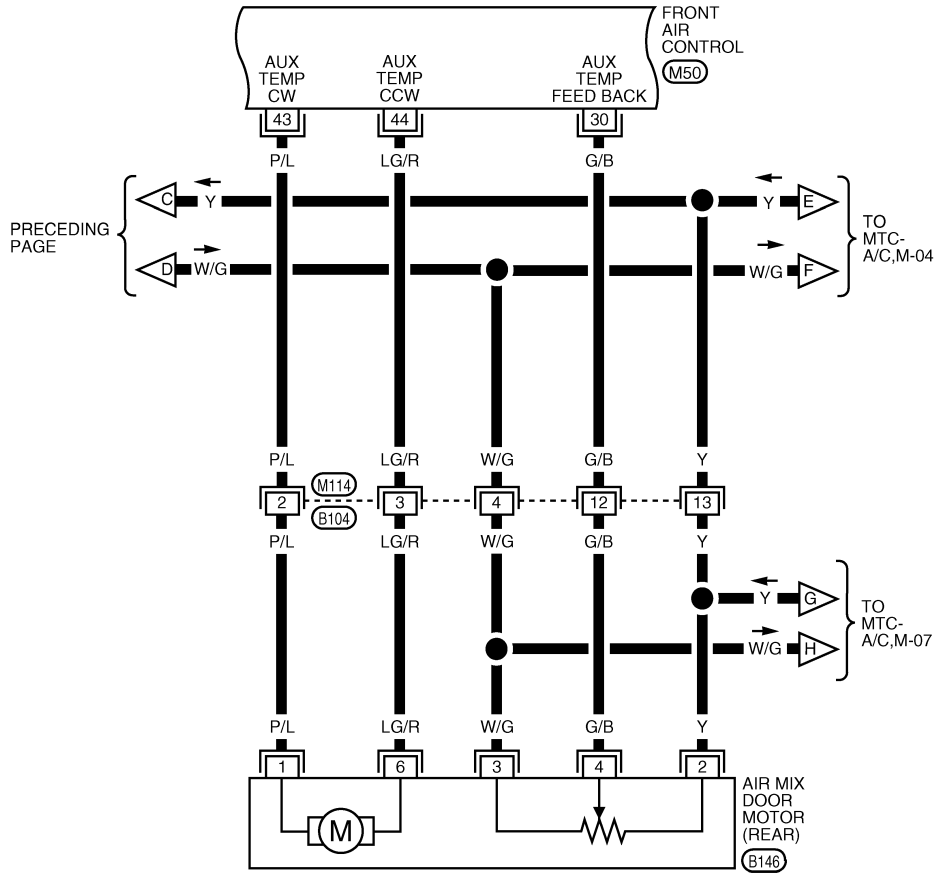 FRONT
AIR
CONTROL
M50
AUX
TEMP
CW
AUX
TEMP
CCW
AUX
TEMP
FEED BACK
43
44
30
P/L
LG/R
G/B
PRECEDING
PAGE
C
Y
Y
E
D
W/G
W/G
F
TO
MTC-
A/C,M-04
P/L
LG/R
W/G
G/B
Y
M114
B104
2
3
4
12
13
P/L
LG/R
W/G
G/B
Y
Y
G
W/G
H
TO
MTC-
A/C,M-07
P/L
LG/R
W/G
G/B
Y
1
6
3
4
2
M
AIR MIX
DOOR
MOTOR
(REAR)
B146